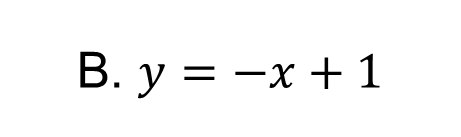 B. y = −x + 1